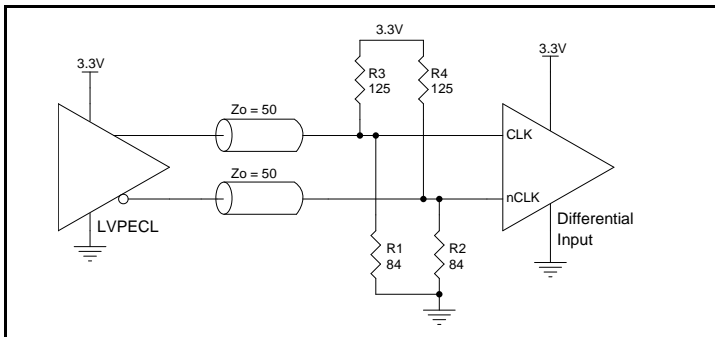 3.3V
3.3V
3.3V
R3
125
R4
125
Zo = 50
CLK
Zo = 50
nCLK
LVPECL
Differential
Input
R1
84
R2
84